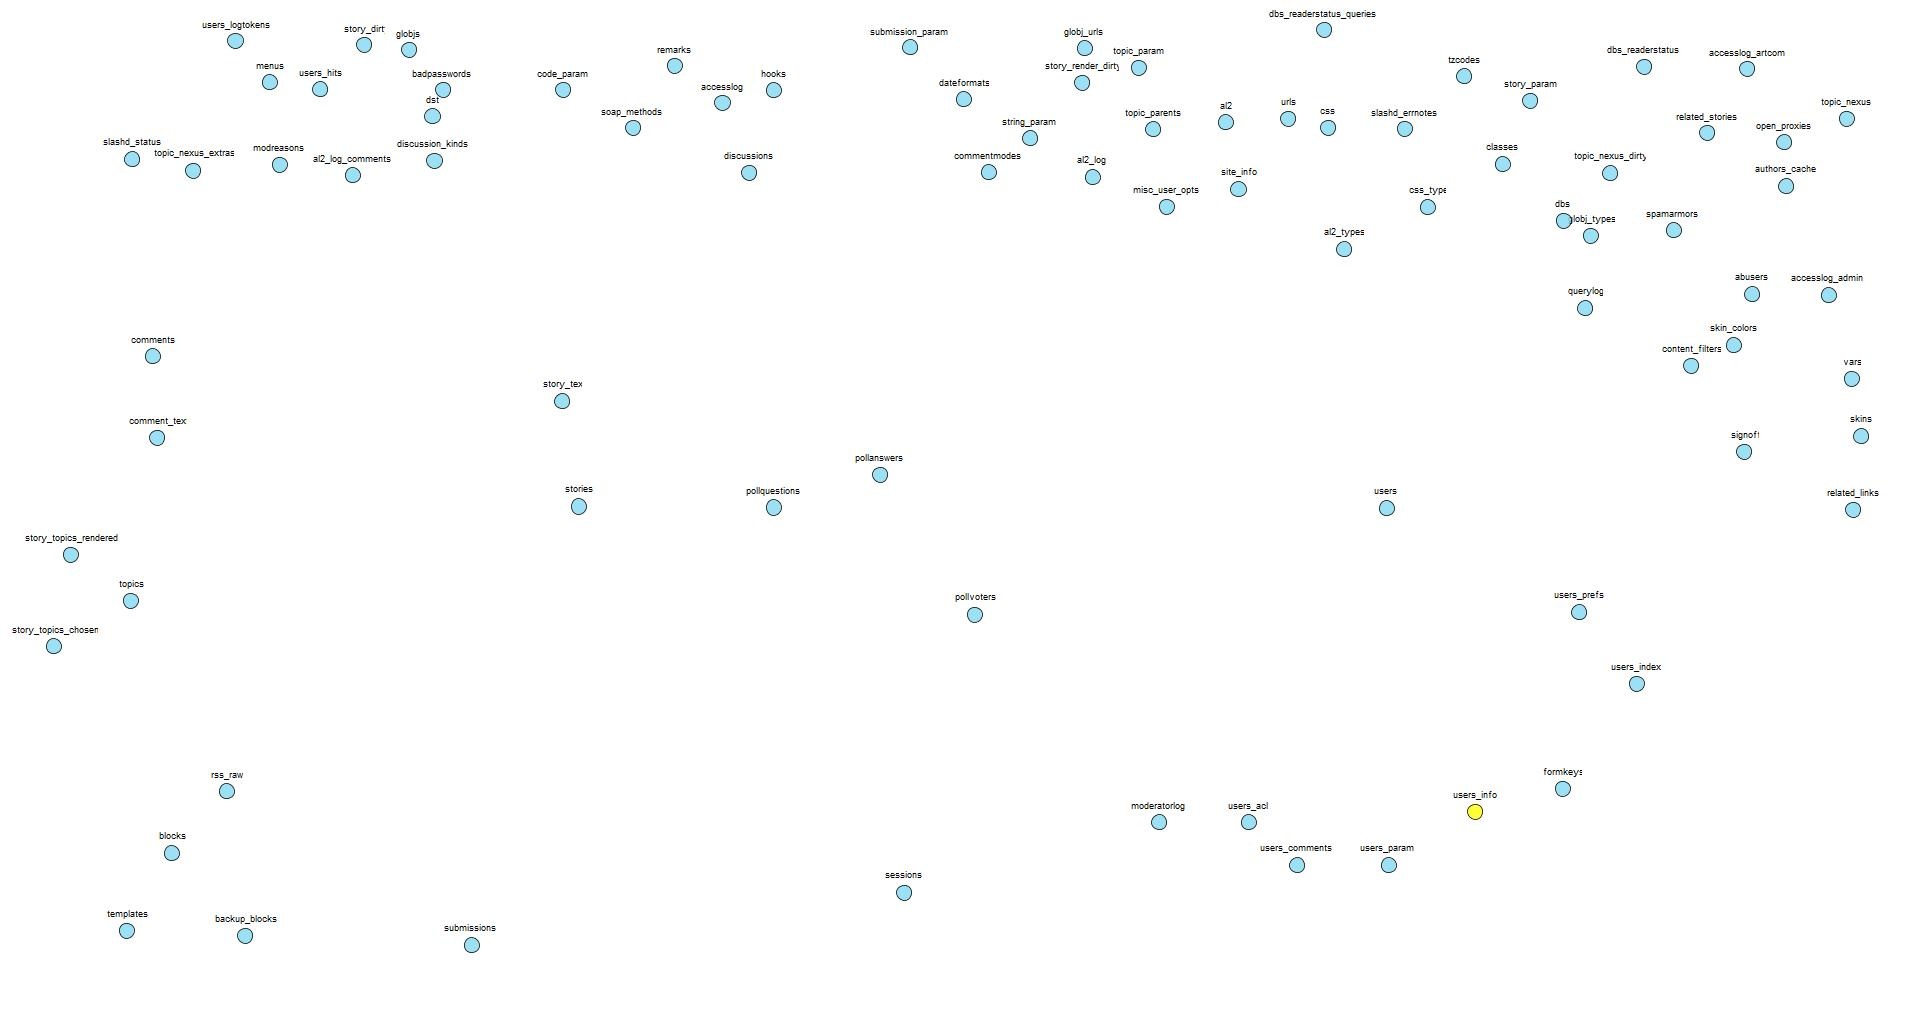 dbs_readerstatus_queries
users_logtokens
story_dirt
globjs
submission_param
globj_urls
topic_param
remarks
dbs_readerstatus
accesslog_artcom
tzcodes
menus
users_hits
badpasswords
code_param
hooks
story_render_dirty
dateformats
accesslog
story_param
dst
soap_methods
string_param
topic_parents
al2
urls
css
slashd_errnotes
related_stories
topic_nexus
open_proxies
slashd_status
topic_nexus_extras
modreasons
al2_log_comments
discussion_kinds
discussions
commentmodes
al2_log
classes
topic_nexus_dirty
authors_cache
site_info
misc_user_opts
css_type
dbs
globj_types
spamarmors
al2_types
abusers
accesslog_admin
querylog
skin_colors
comments
content_filters
vars
story_tex
comment_tex
skins
signoff
pollanswers
stories
pollquestions
users
related_links
story_topics_rendered
topics
pollvoters
users_prefs
story_topics_chosen
users_index
rss_raw
formkeys
users_info
moderatorlog
users_acl
blocks
users_comments
users_param
sessions
templates
backup_blocks
submissions